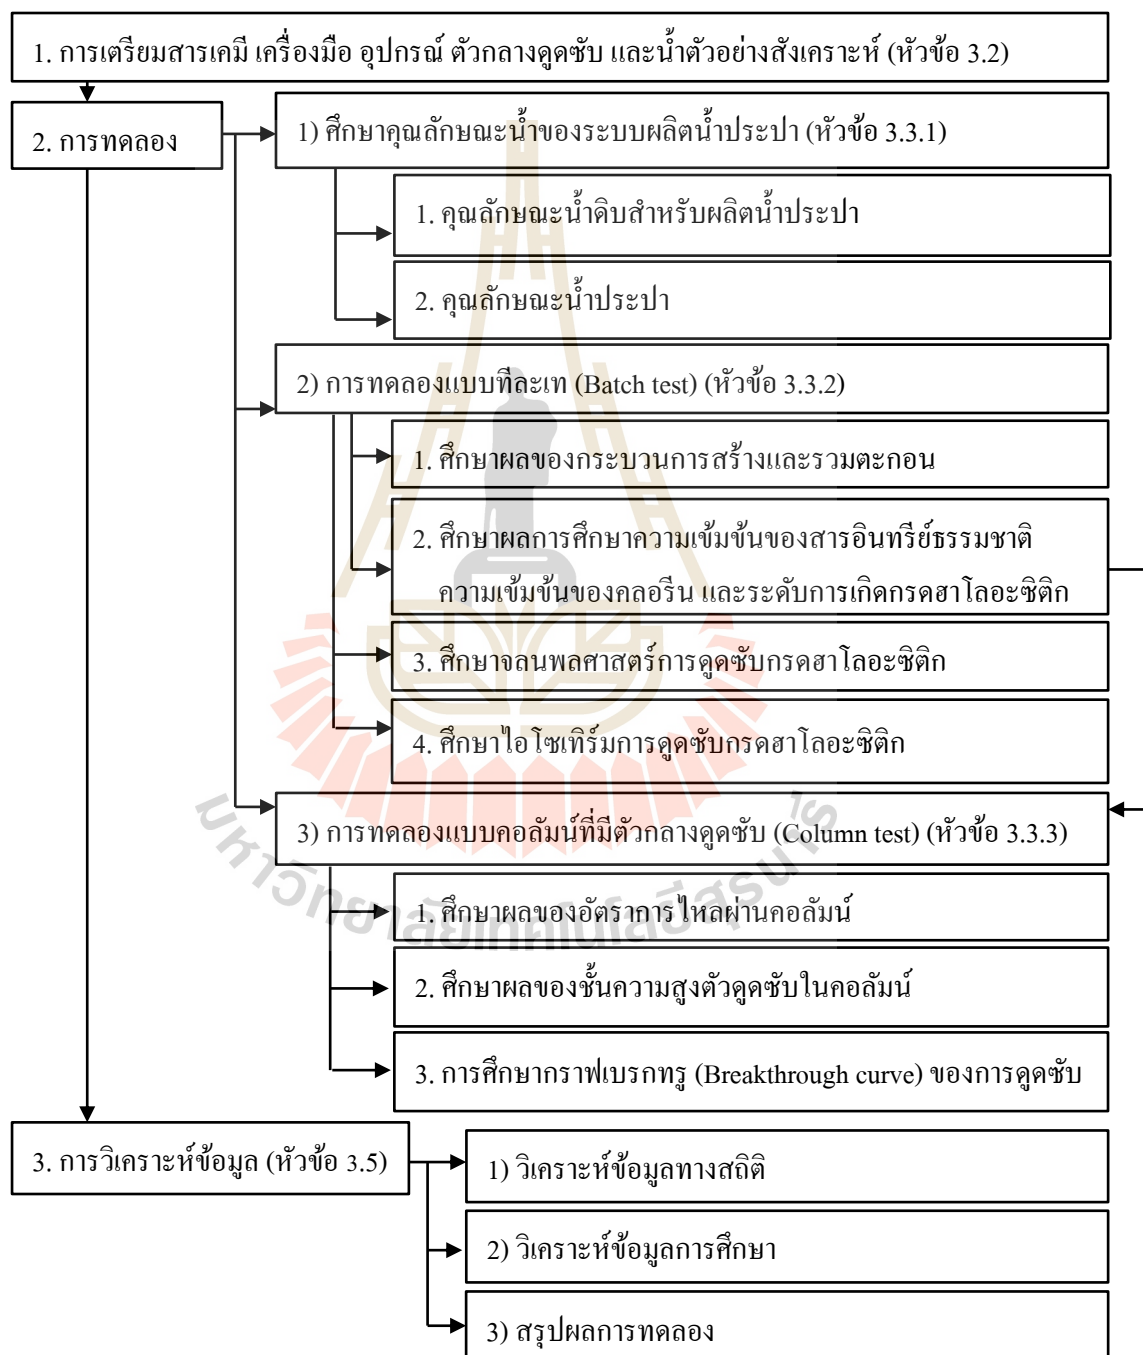 1. การเตรียมสารเคมี เครื่องมือ อุปกรณ์ ตัวกลางดูดซับ และน้ำตัวอย่างสังเคราะห์ (หัวข้อ 3.2)
2. การทดลอง
1) ศึกษาคุณลักษณะน้ำของระบบผลิตน้ำประปา (หัวข้อ 3.3.1)
1. คุณลักษณะน้ำดิบสำหรับผลิตน้ำประปา
2. คุณลักษณะน้ำประปา
2) การทดลองแบบทีละเท (Batch test) (หัวข้อ 3.3.2)
1. ศึกษาผลของกระบวนการสร้างและรวมตะกอน
2. ศึกษาผลการศึกษาความเข้มข้นของสารอินทรีย์ธรรมชาติ
ความเข้มข้นของคลอรีน และระดับการเกิดกรดฮาโลอะซิติก
3. ศึกษาจลนพลศาสตร์การดูดซับกรดฮาโลอะซิติก
4. ศึกษาไอโซเทิร์มการดูดซับกรดฮาโลอะซิติก
3) การทดลองแบบคอลัมน์ที่มีตัวกลางดูดซับ (Column test) (หัวข้อ 3.3.3)
1. ศึกษาผลของอัตราการไหลผ่านคอลัมน์
2. ศึกษาผลของชั้นความสูงตัวดูดซับในคอลัมน์
3. การศึกษากราฟเบรกทรู (Breakthrough curve) ของการดูดซับ
3. การวิเคราะห์ข้อมูล (หัวข้อ 3.5)
1) วิเคราะห์ข้อมูลทางสถิติ
2) วิเคราะห์ข้อมูลการศึกษา
3) สรุปผลการทดลอง
มหาวิทยาลัยเทคโนโลยีสุรนารี